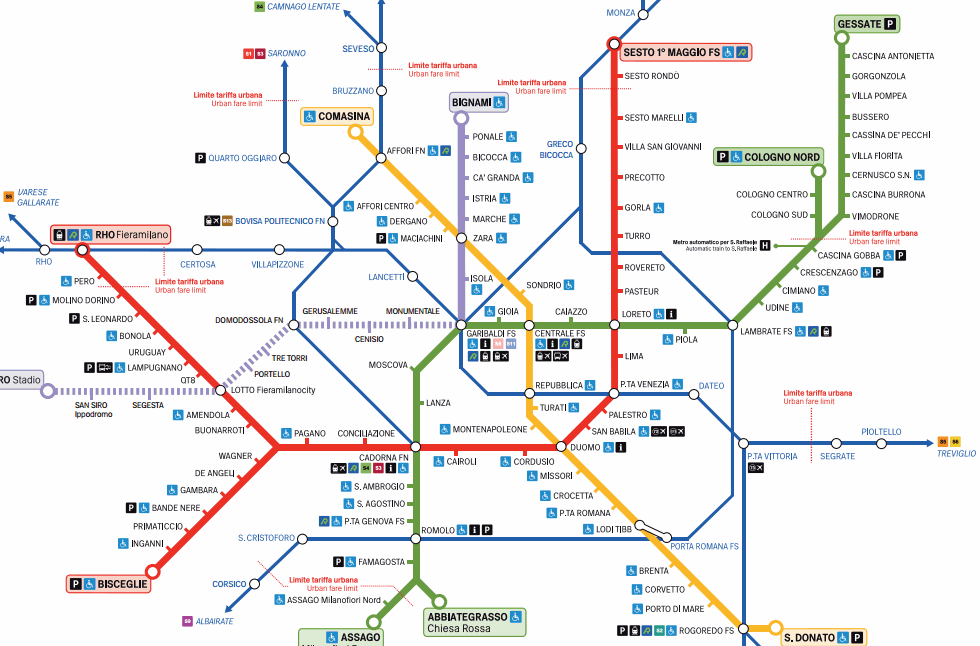 S4 CAMNAGO LENTATE
MONZA
GESSATE P
SEVESO
S1 S3 SARONNO
SESTO 1° MAGGIO FS
CASCINA ANTONIETTA
Limite tariffa urbana
Urban fare limit
SESTO RONDÒ
GORGONZOLA
Limite tariffa urbana
Urban fare limit
BRUZZANO
VILLA POMPEA
Limite tariffa urbana
Urban fare limit
BIGNAMI
COMASINA
SESTO MARELLI
BUSSERO
PONALE
CASSINA DE' PECCHI
GRECO
BICOCCA
VILLA SAN GIOVANNI
AFFORI FN
P QUARTO OGGIARO
BICOCCA
P COLOGNO NORD
VILLA FIORITA
CA' GRANDA
PRECOTTO
CERNUSCO S.N.
S5 VARESE
GALLARATE
ISTRIA
COLOGNO CENTRO
CASCINA BURRONA
AFFORI CENTRO
GORLA
COLOGNO SUD
VIMODRONE
S13 BOVISA POLITECNICO FN
DERGANO
MARCHE
RHO Fieramilano
P MACIACHINI
ZARA
TURRO
Limite tariffa urbana
Urban fare limit
RA
Metro automatico per S. Raffaele
Automatic train to S. Raffaele
H
RHO
CERTOSA
VILLAPIZZONE
CASCINA GOBBA P
ROVERETO
CRESCENZAGO P
PERO
Limite tariffa urbana
Urban fare limit
LANCETTI
ISOLA
SONDRIO
PASTEUR
CIMIANO
P MOLINO DORINO
UDINE
P S. LEONARDO
DOMODOSSOLA FN
GERUSALEMME
MONUMENTALE
GIOIA
CAIAZZO
LORETO i
BONOLA
CENISIO
GARIBALDI FS
i S8 S11
CENTRALE FS
i
PIOLA
LAMBRATE FS
URUGUAY
TRE TORRI
LIMA
P LAMPUGNANO
PORTELLO
MOSCOVA
QT8
RO Stadio
LOTTO Fieramilanocity
REPUBBLICA
P.TA VENEZIA
DATEO
SAN SIRO
Ippodromo
SEGESTA
LANZA
TURATI
Limite tariffa urbana
Urban fare limit
AMENDOLA
PALESTRO
BUONARROTI
PAGANO
CONCILIAZIONE
MONTENAPOLEONE
SAN BABILA
PIOLTELLO
DUOMO i
S5 S6
TREVIGLIO
WAGNER
CADORNA FN
S4 S3 i
CAIROLI
CORDUSIO
P.TA VITTORIA
SEGRATE
DE ANGELI
MISSORI
GAMBARA
S. AMBROGIO
CROCETTA
P BANDE NERE
S. AGOSTINO
P.TA ROMANA
PRIMATICCIO
P.TA GENOVA FS
LODI TIBB
INGANNI
S. CRISTOFORO
ROMOLO i P
PORTA ROMANA FS
P FAMAGOSTA
BRENTA
P BISCEGLIE
CORSICO
Limite tariffa urbana
Urban fare limit
CORVETTO
ASSAGO Milanofiori Nord
PORTO DI MARE
S9 ALBAIRATE
ABBIATEGRASSO
Chiesa Rossa
P S2 ROGOREDO FS
ASSAGO
S. DONATO P